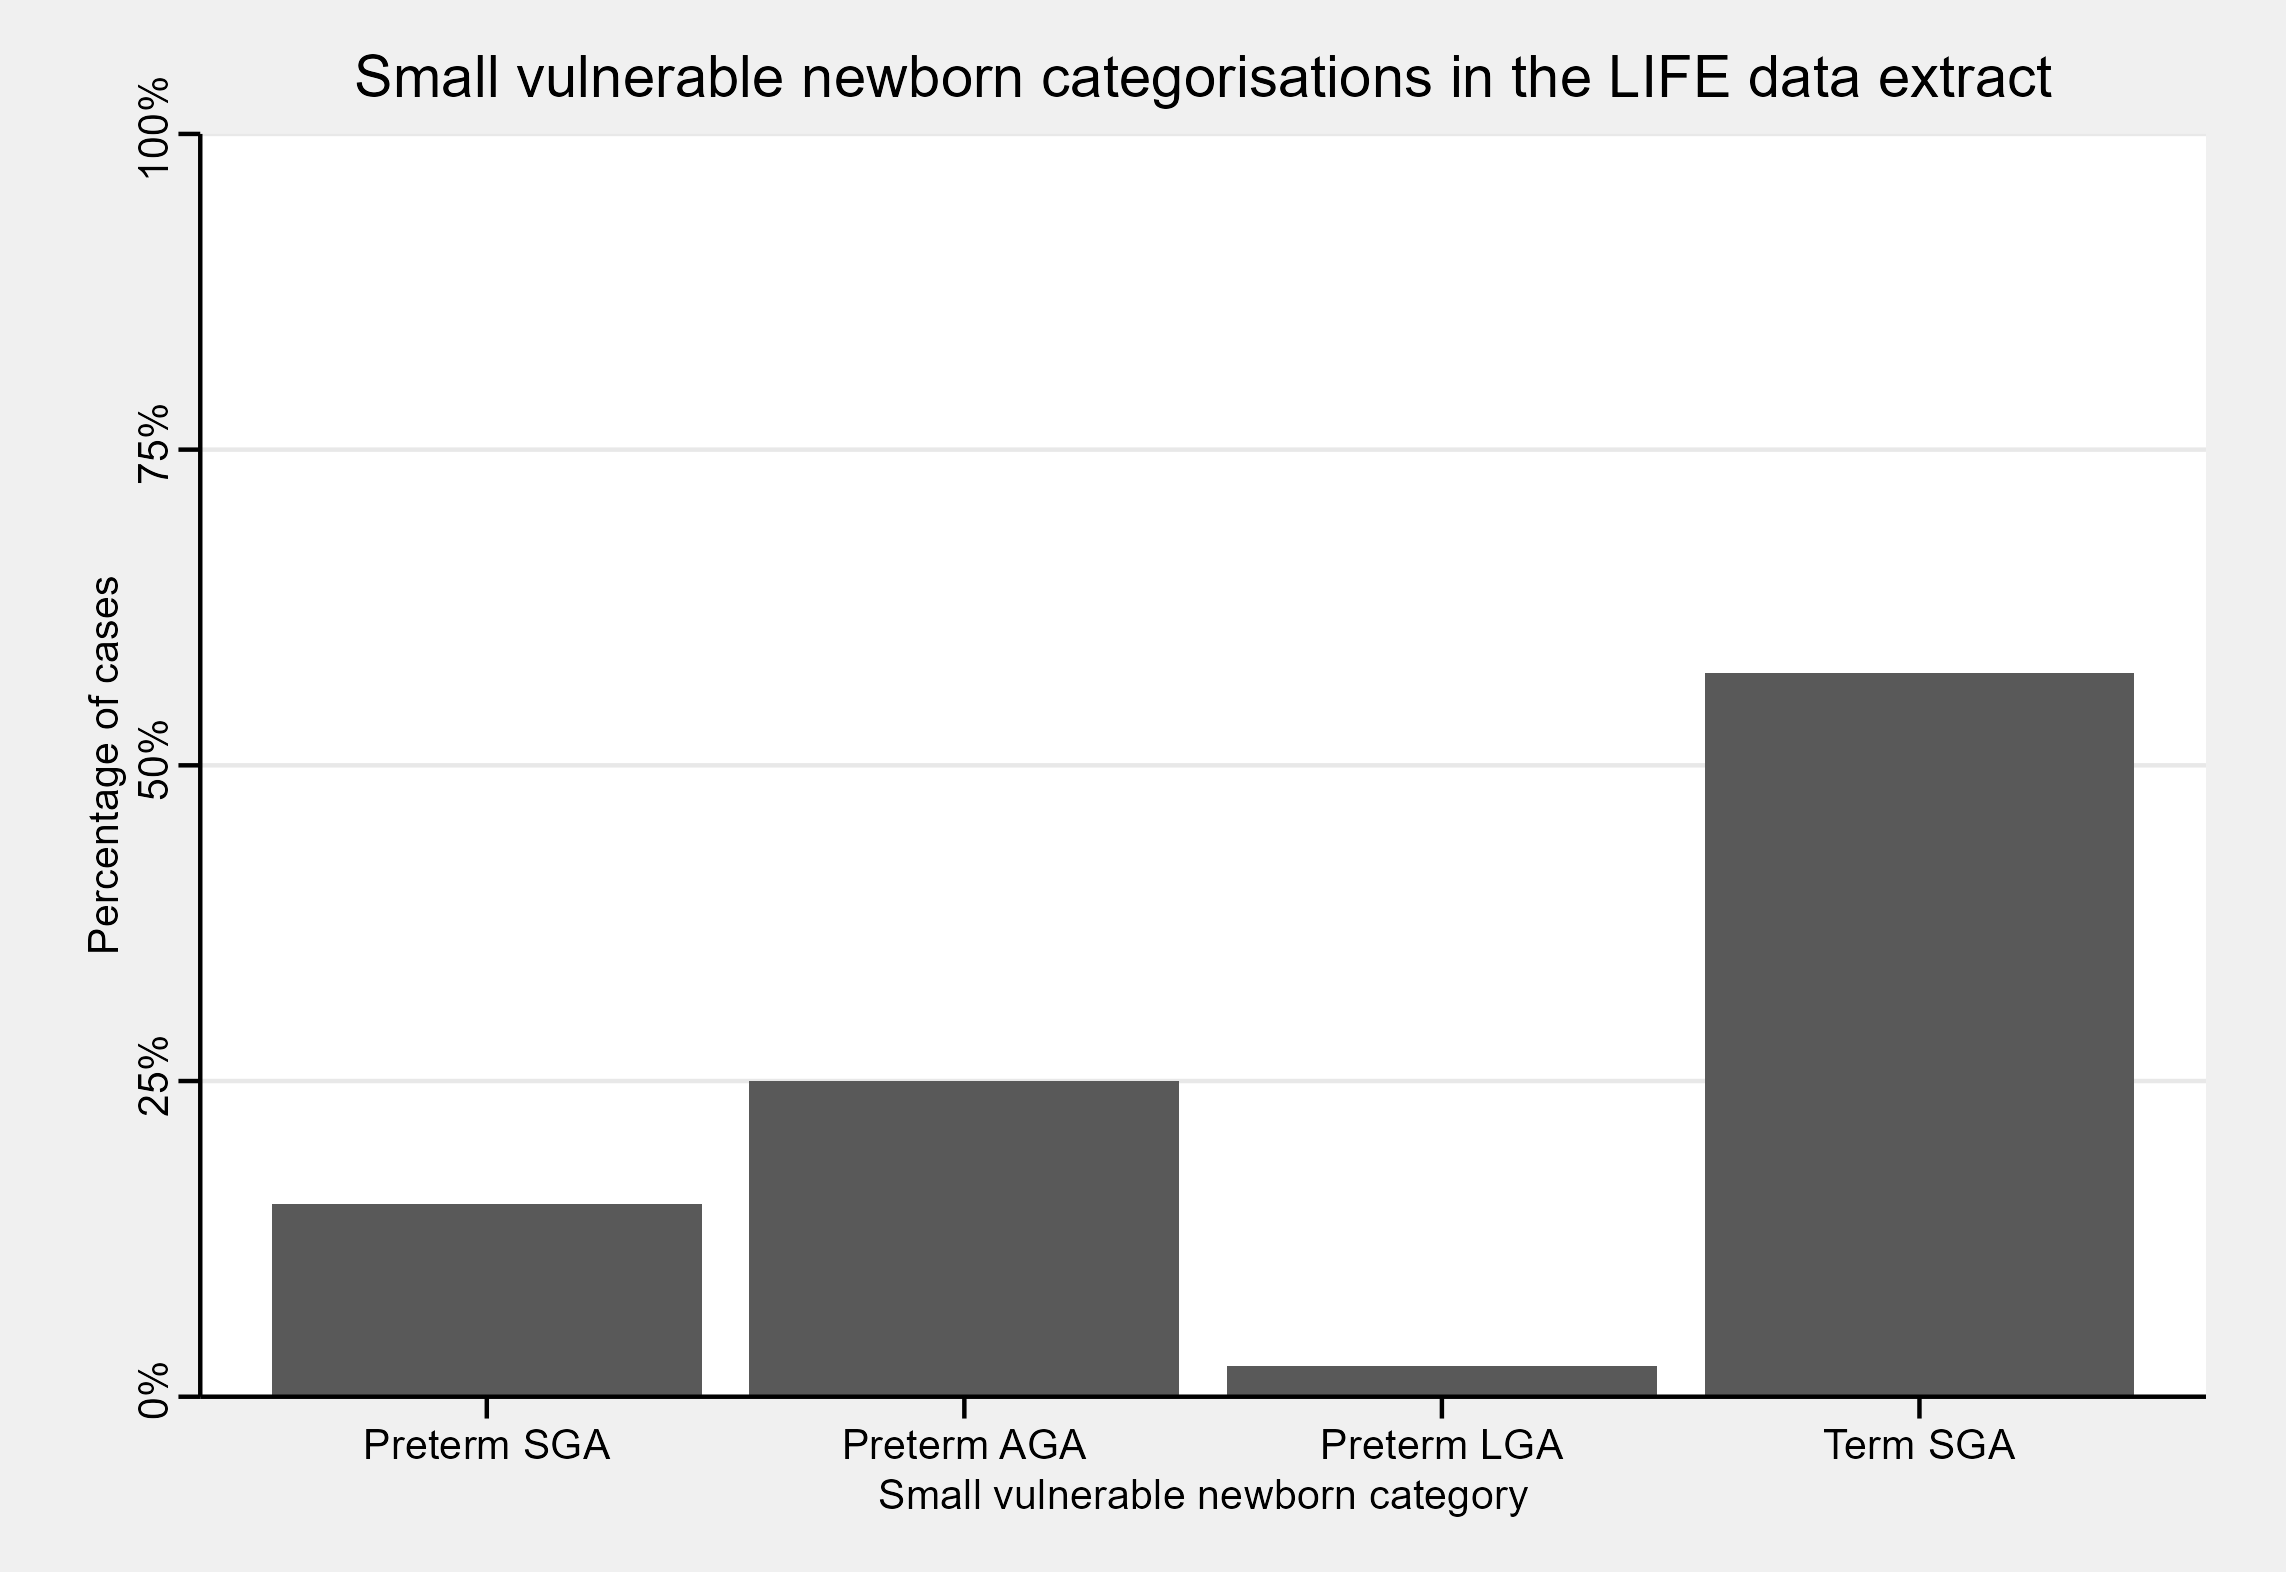 Small vulnerable newborn categorisations in the LIFE data extract
Percentage of cases
100%
75%
50%
25%
0%
Preterm SGA
Preterm AGA
Preterm LGA
Term SGA
Small vulnerable newborn category